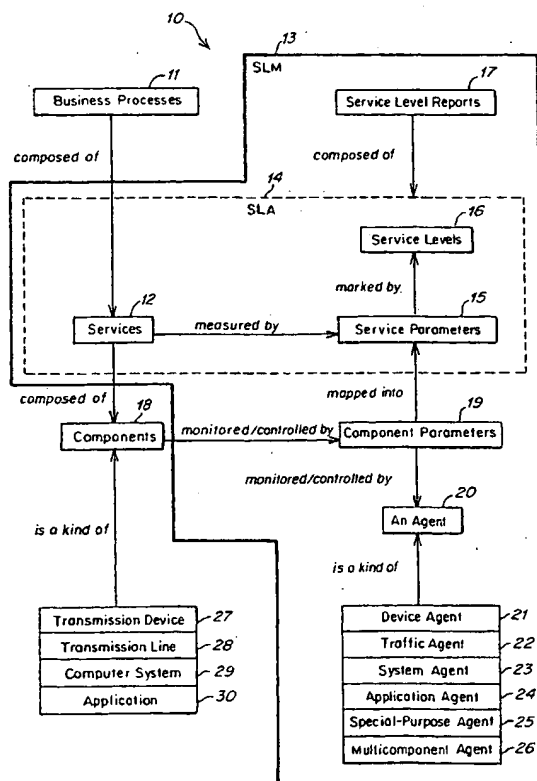 10
13
SLM
11
Business Processes
17
Service Level Reports
composed of
composed of
14
SLA
16
Service Levels
marked by
12
Services
measured by
15
Service Parameters
composed of
mapped into
18
Components
monitored/controlled by
19
Component Parameters
monitored/controlled by
20
An Agent
is a kind of
is a kind of
Transmission Device 27
Transmission Line 28
Computer System 29
Application 30
Device Agent 21
Traffic Agent 22
System Agent 23
Application Agent 24
Special-Purpose Agent 25
Multicomponent Agent 26